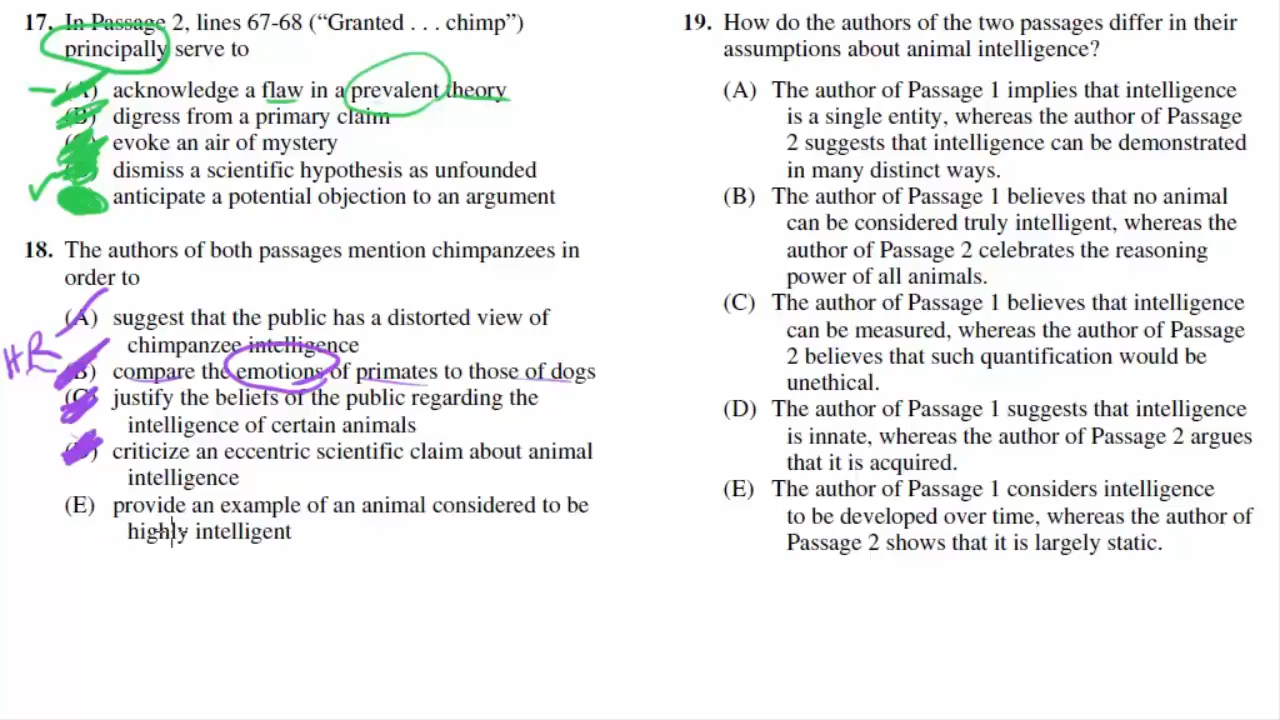 17. In Passage 2, lines 67-68 (“Granted . . . chimp”)
principally serve to
(A) acknowledge a flaw in a prevalent theory
(B) digress from a primary claim
evoke an air of mystery
dismiss a scientific hypothesis as unfounded
anticipate a potential objection to an argument
18. The authors of both passages mention chimpanzees in
order to
(A) suggest that the public has a distorted view of
chimpanzee intelligence
HR
(B) compare the emotions of primates to those of dogs
(C) justify the beliefs of the public regarding the
intelligence of certain animals
(D) criticize an eccentric scientific claim about animal
intelligence
(E) provide an example of an animal considered to be
highly intelligent
19. How do the authors of the two passages differ in their
assumptions about animal intelligence?
(A) The author of Passage 1 implies that intelligence
is a single entity, whereas the author of Passage
2 suggests that intelligence can be demonstrated
in many distinct ways.
(B) The author of Passage 1 believes that no animal
can be considered truly intelligent, whereas the
author of Passage 2 celebrates the reasoning
power of all animals.
(C) The author of Passage 1 believes that intelligence
can be measured, whereas the author of Passage
2 believes that such quantification would be
unethical.
(D) The author of Passage 1 suggests that intelligence
is innate, whereas the author of Passage 2 argues
that it is acquired.
(E) The author of Passage 1 considers intelligence
to be developed over time, whereas the author of
Passage 2 shows that it is largely static.